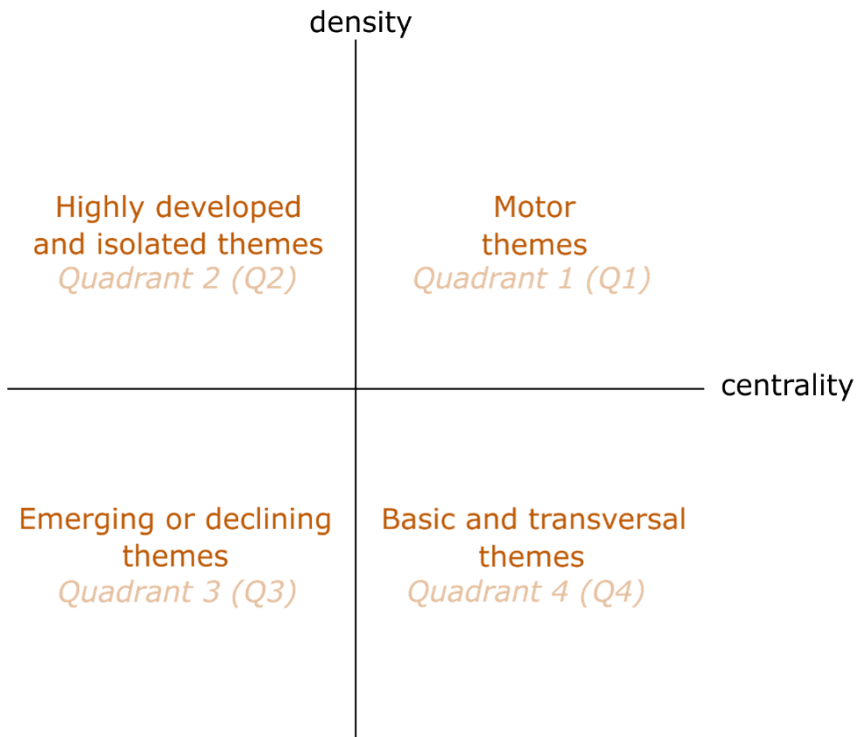 density
Highly developed
and isolated themes
Quadrant 2 (Q2)
Motor
themes
Quadrant 1 (Q1)
centrality
Emerging or declining
themes
Quadrant 3 (Q3)
Basic and transversal
themes
Quadrant 4 (Q4)